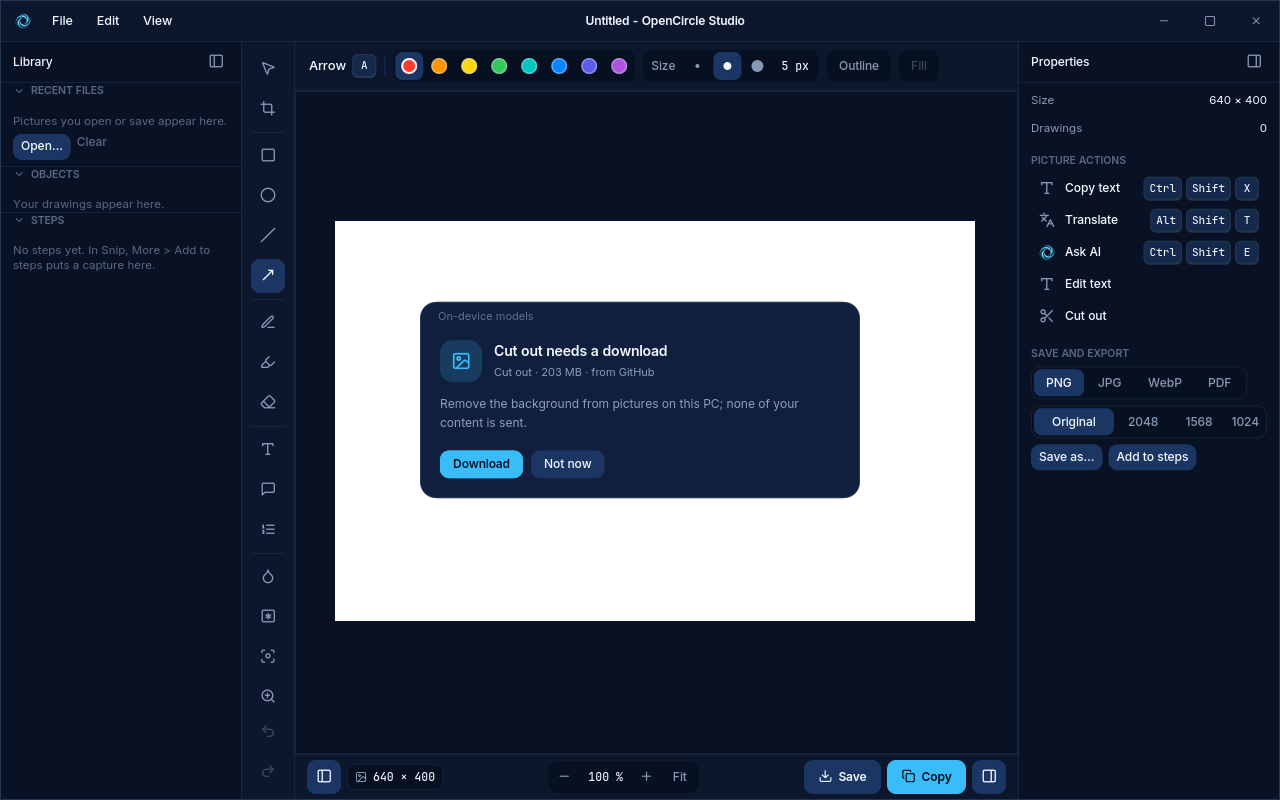 File Edit View
Untitled - OpenCircle Studio
Library
RECENT FILES
Pictures you open or save appear here.
Open... Clear
OBJECTS
Your drawings appear here.
STEPS
No steps yet. In Snip, More > Add to
steps puts a capture here.
Arrow A
Size 5 px Outline Fill
On-device models
Cut out needs a download
Cut out · 203 MB · from GitHub
Remove the background from pictures on this PC; none of your
content is sent.
Download Not now
640 × 400
100 % Fit
Save Copy
Properties
Size 640 × 400
Drawings 0
PICTURE ACTIONS
Copy text Ctrl Shift X
Translate Alt Shift T
Ask AI Ctrl Shift E
Edit text
Cut out
SAVE AND EXPORT
PNG JPG WebP PDF
Original 2048 1568 1024
Save as... Add to steps